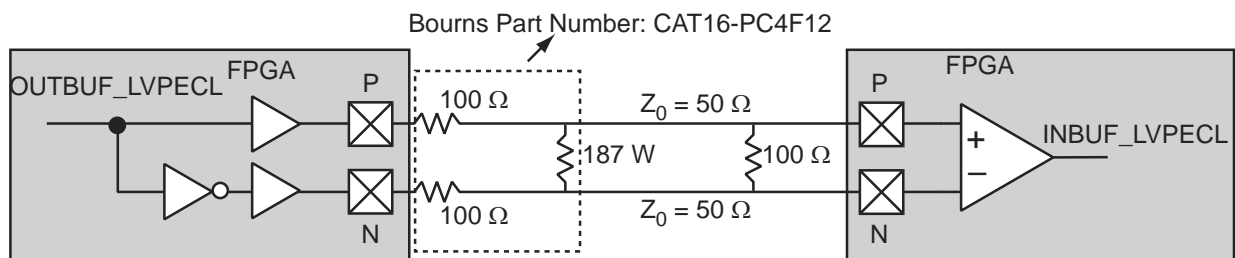 Bourns Part Number: CAT16-PC4F12
OUTBUF_LVPECL
FPGA
P
100 Ω
Z0 = 50 Ω
P
FPGA
187 W
100 Ω
+
−
INBUF_LVPECL
N
100 Ω
Z0 = 50 Ω
N